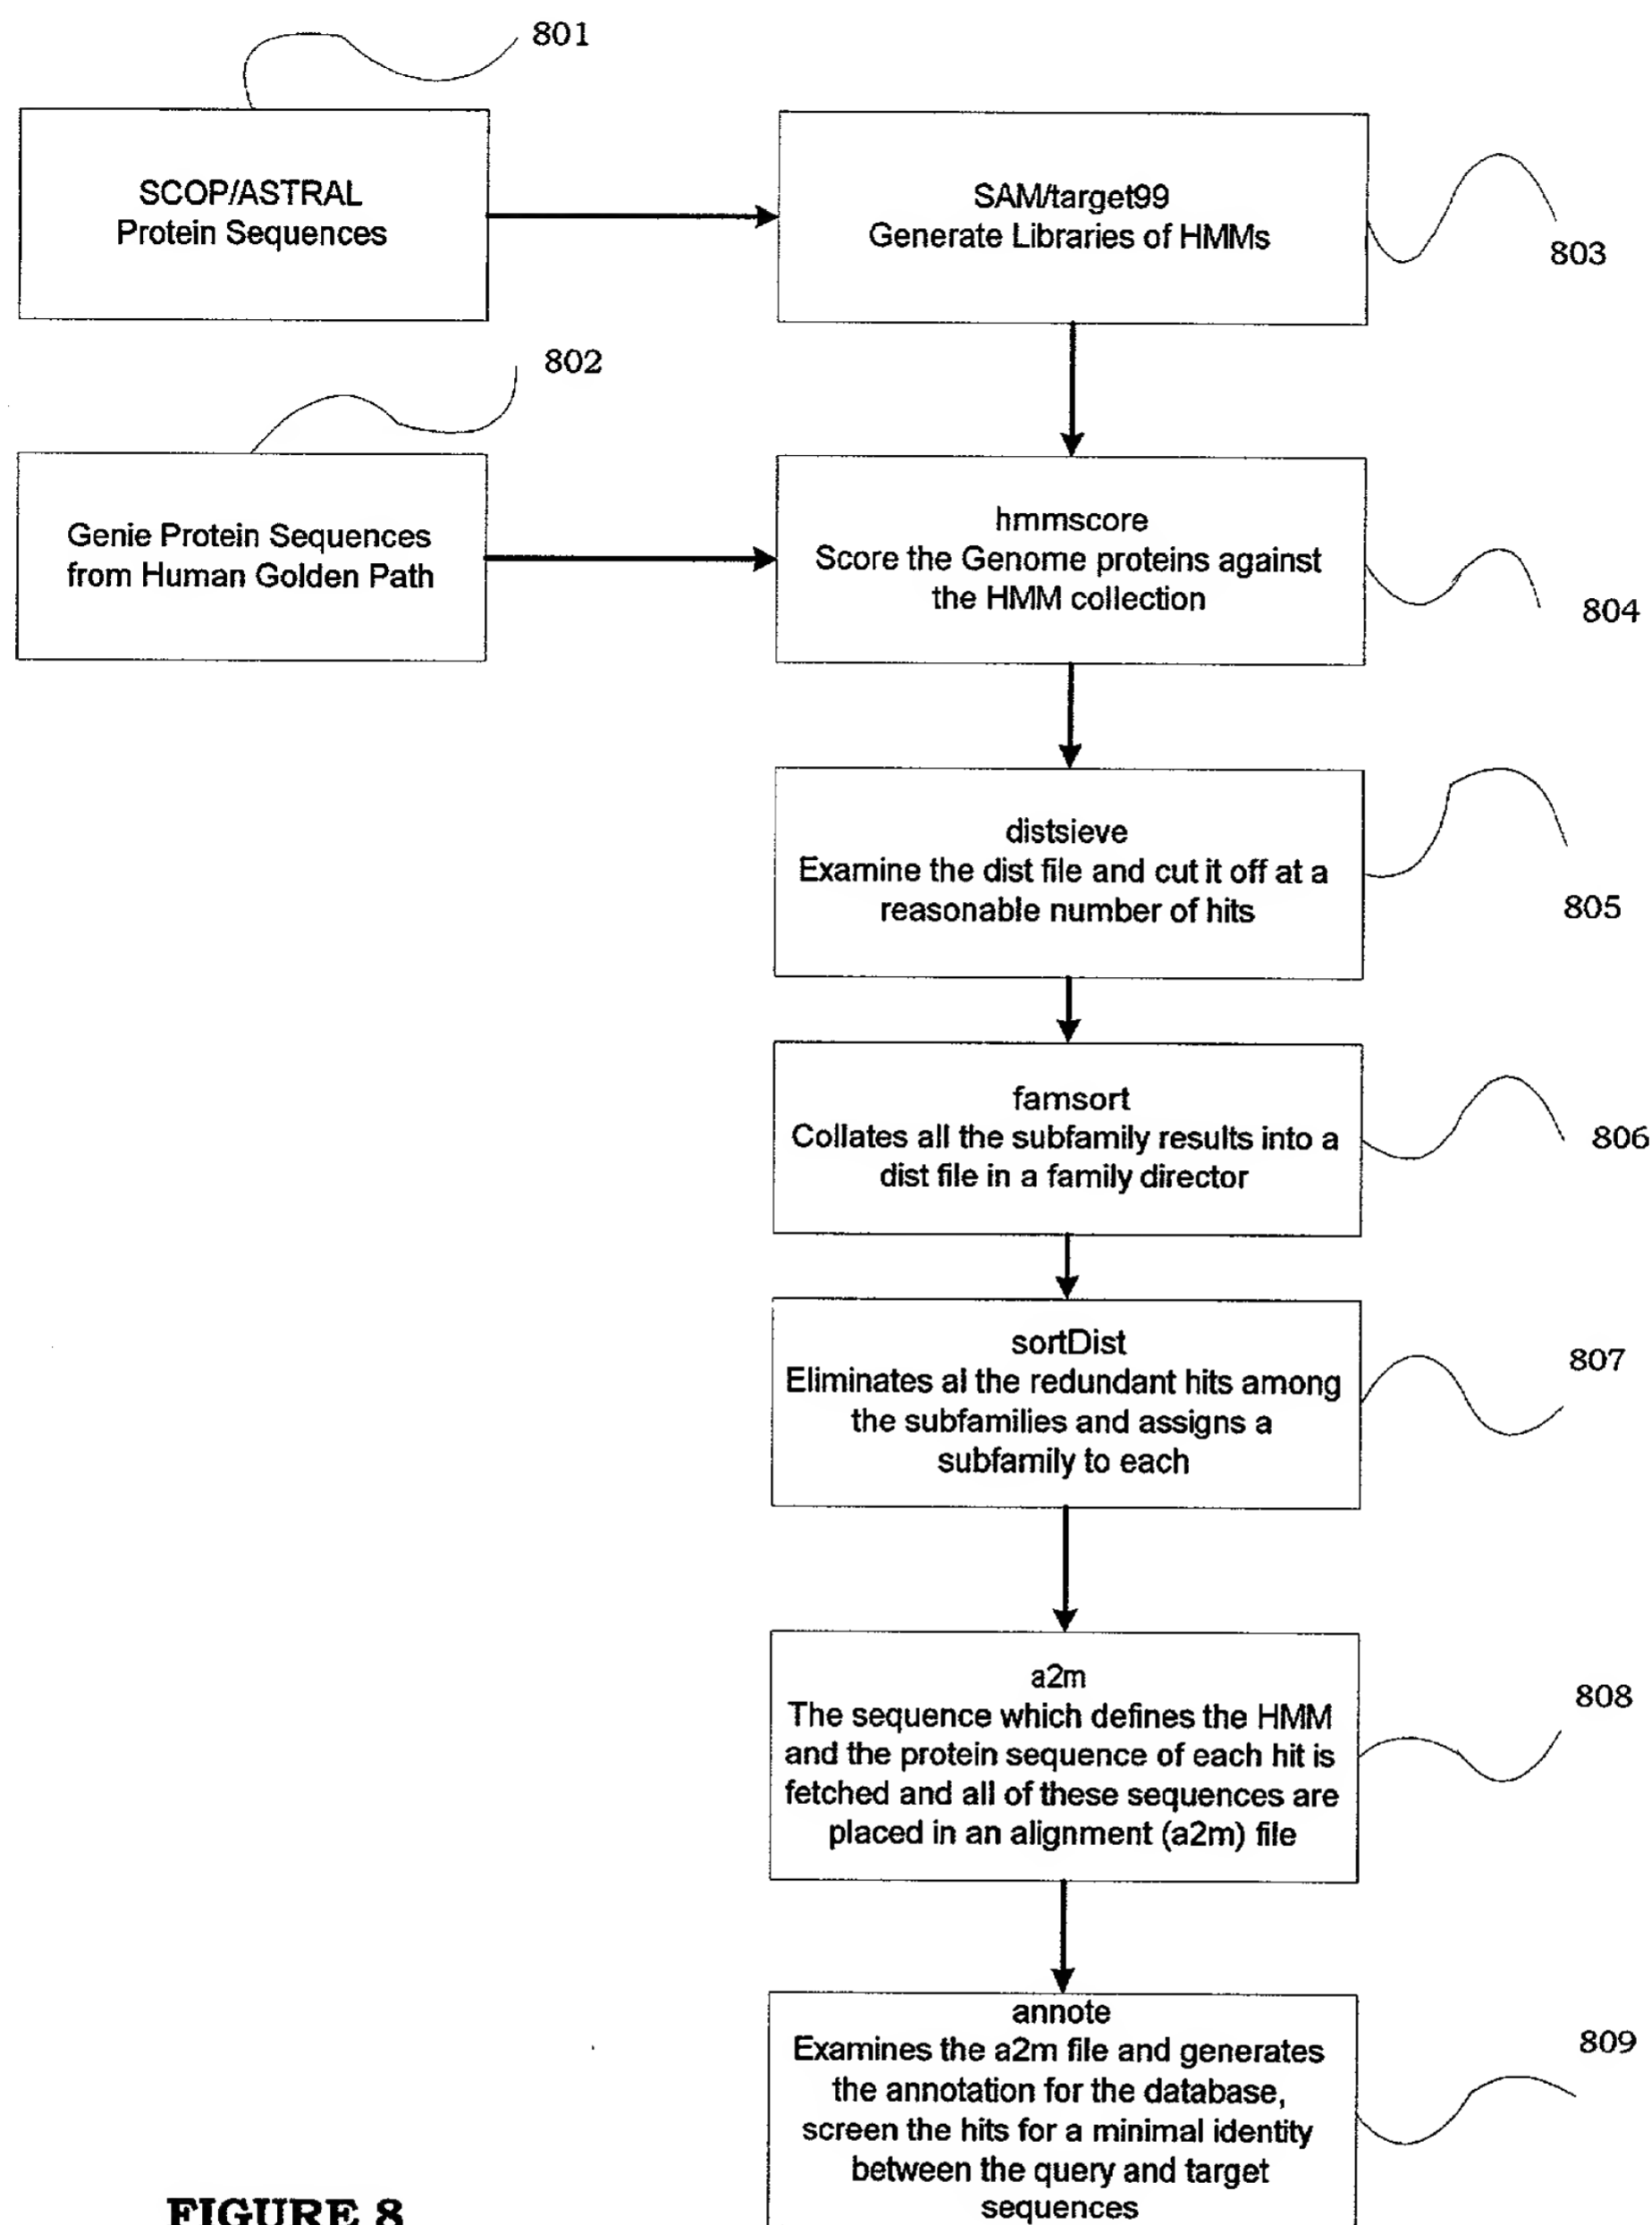 801
SCOP/ASTRAL
Protein Sequences
SAM/target99
Generate Libraries of HMMs
803
802
Genie Protein Sequences
from Human Golden Path
hmmscore
Score the Genome proteins against
the HMM collection
804
distsieve
Examine the dist file and cut it off at a
reasonable number of hits
805
famsort
Collates all the subfamily results into a
dist file in a family director
806
sortDist
Eliminates al the redundant hits among
the subfamilies and assigns a
subfamily to each
807
a2m
The sequence which defines the HMM
and the protein sequence of each hit is
fetched and all of these sequences are
placed in an alignment (a2m) file
808
annote
Examines the a2m file and generates
the annotation for the database,
screen the hits for a minimal identity
between the query and target
sequences
809
FIGURE 8